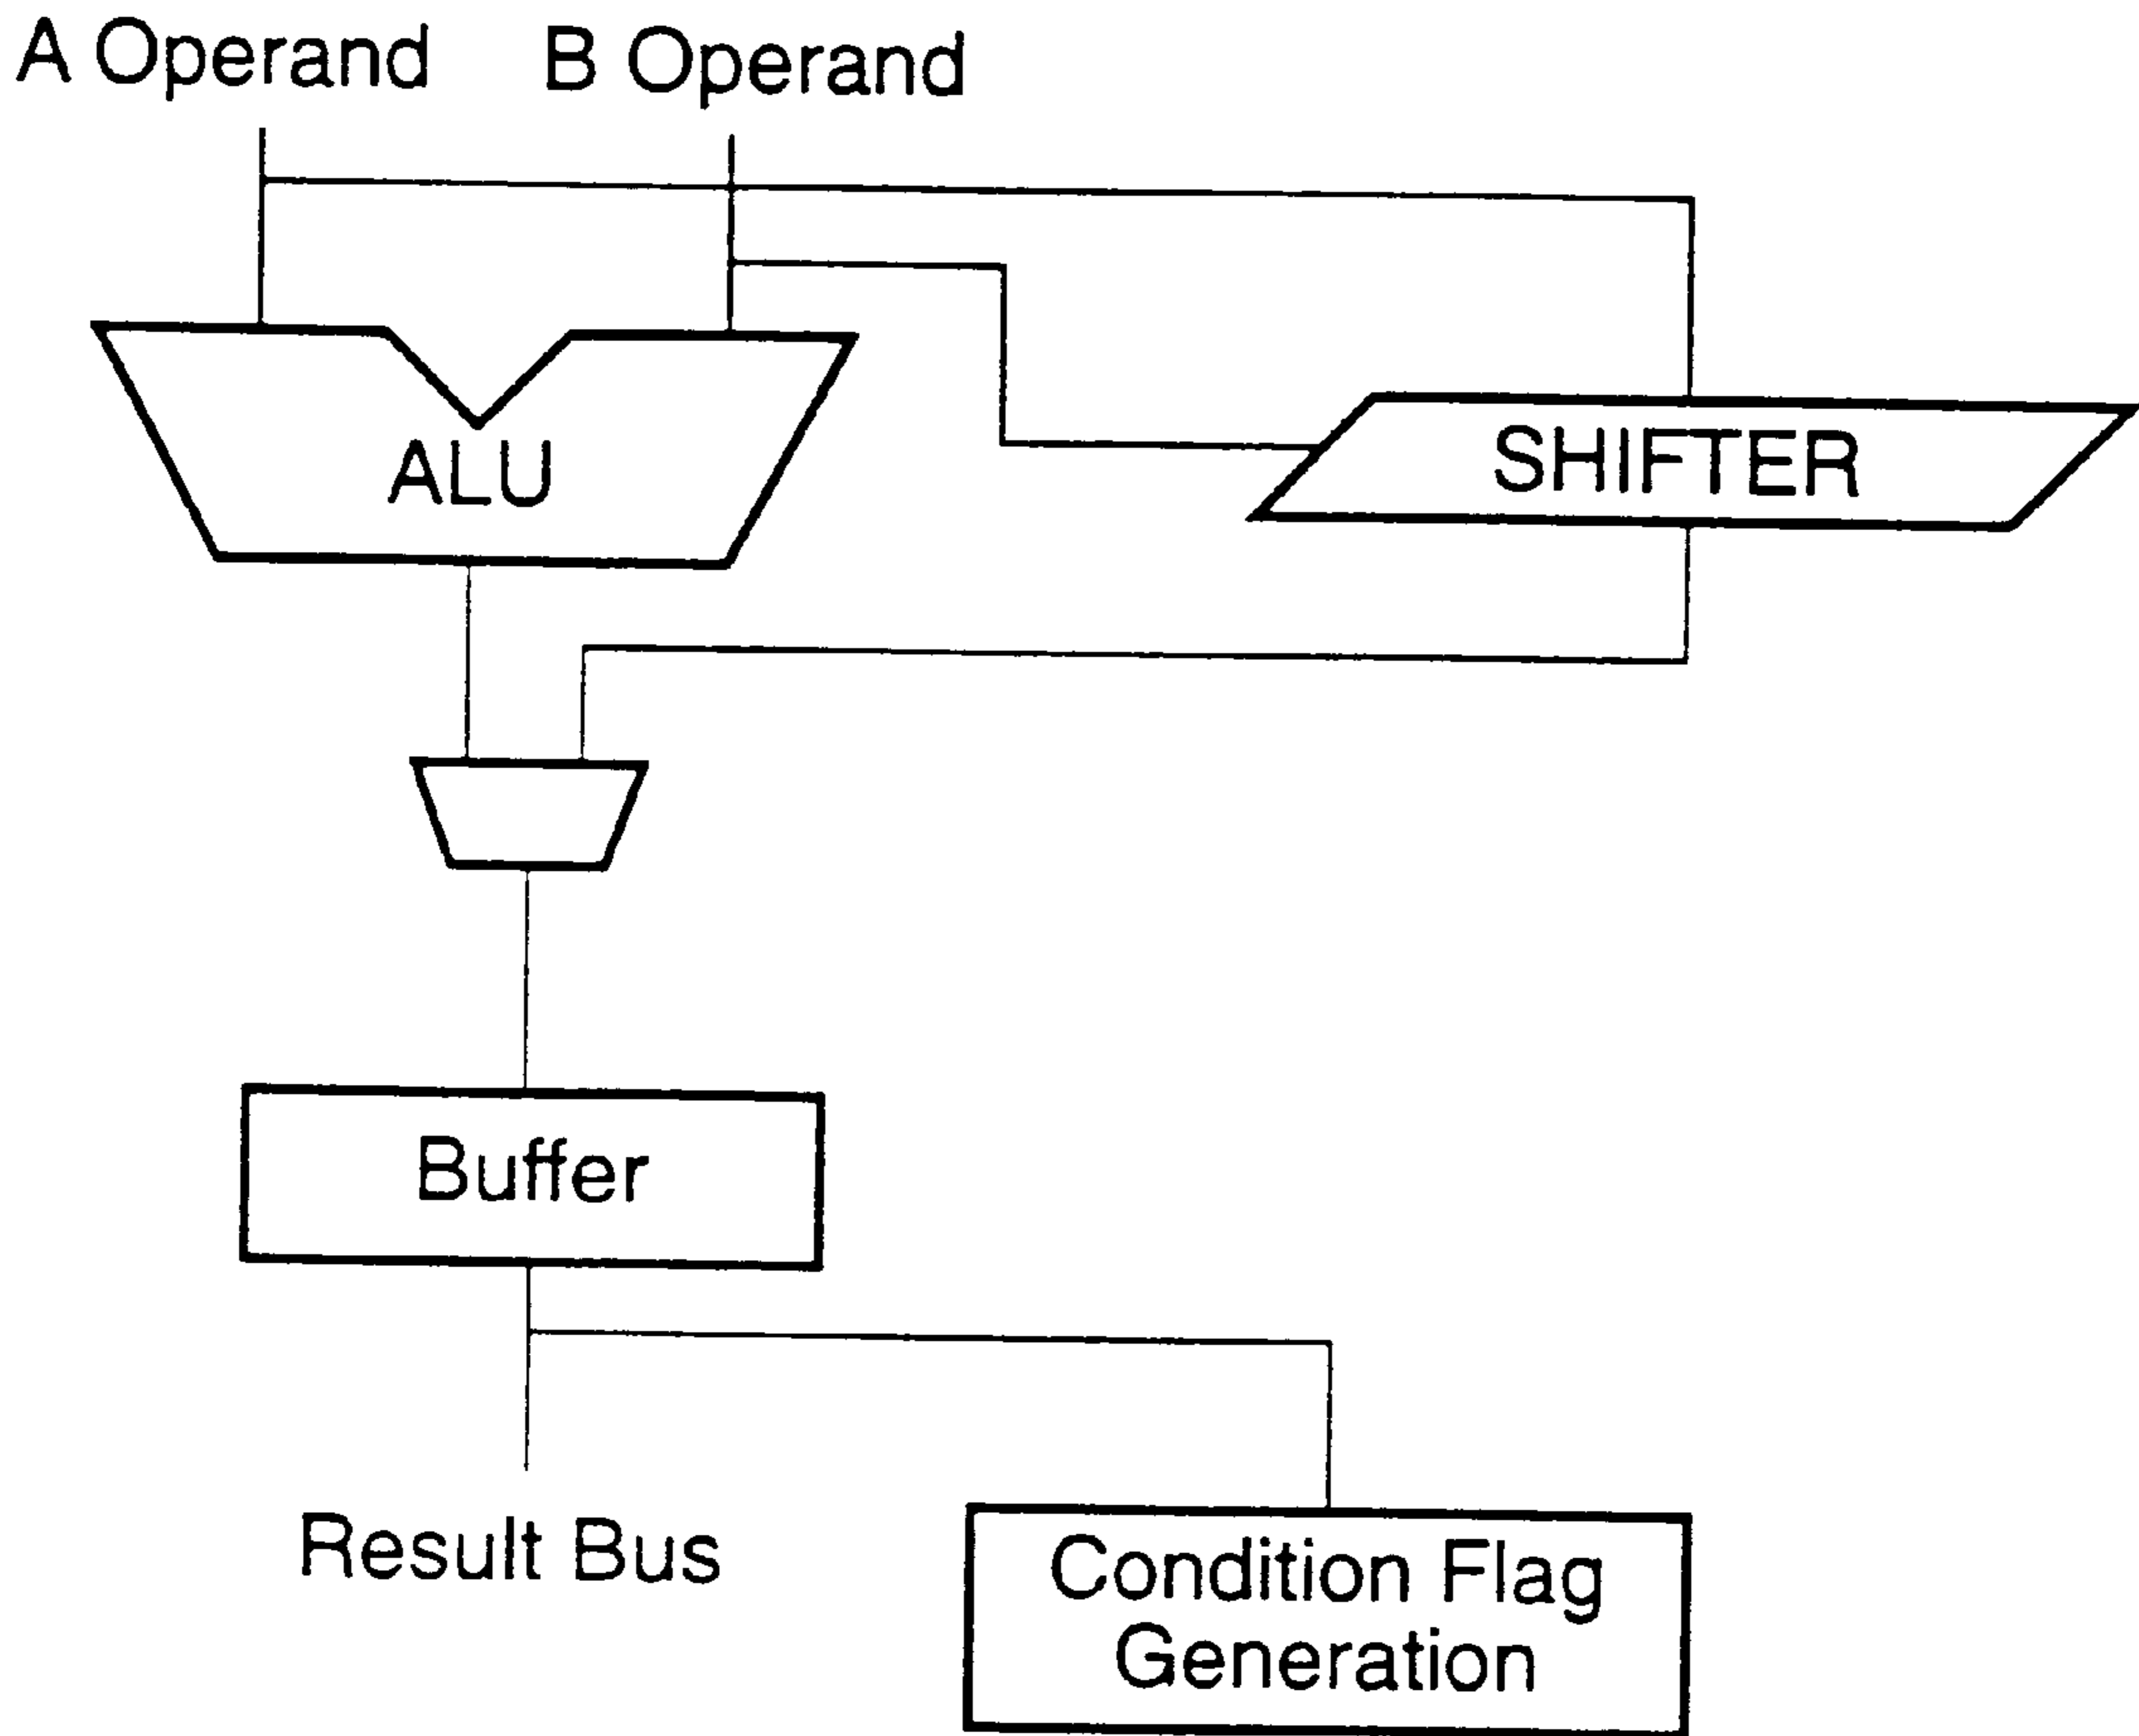 A Operand
B Operand
ALU
SHIFTER
Buffer
Result Bus
Condition Flag
Generation